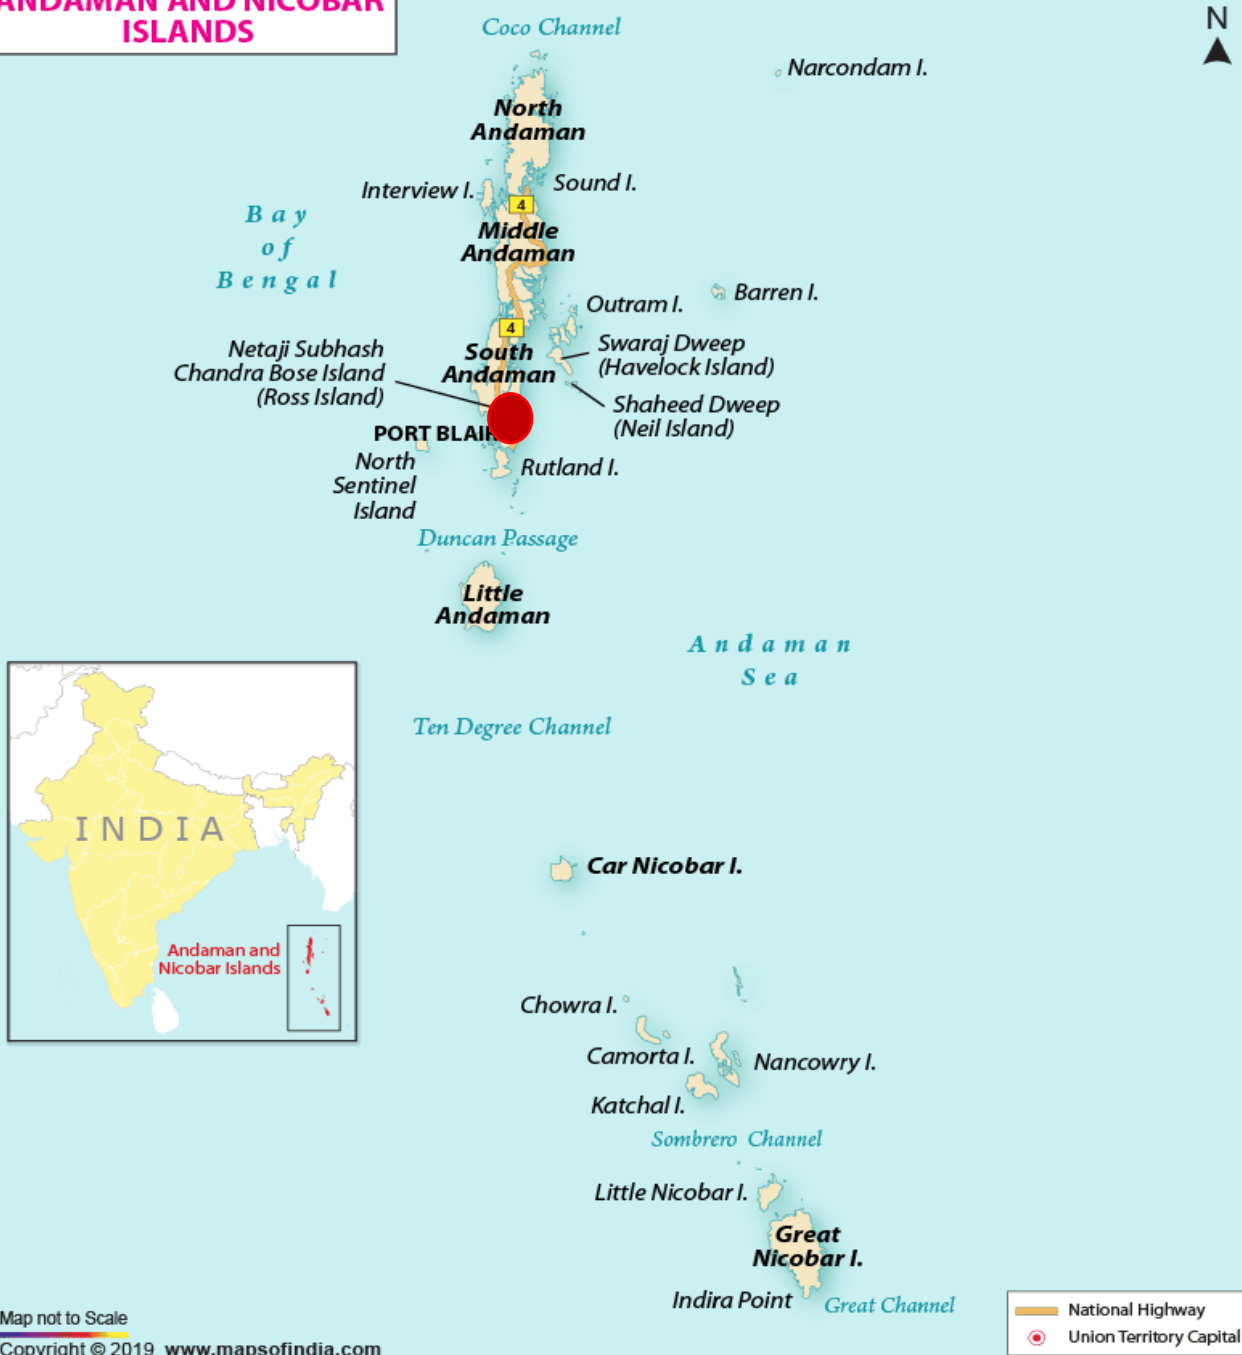 ANDAMAN AND NICOBAR
ISLANDS
N
Coco Channel
Narcondam I.
North
Andaman
Interview I.
Sound I.
4
Bay
of
Bengal
Middle
Andaman
Barren I.
Outram I.
4
Netaji Subhash
Chandra Bose Island
(Ross Island)
South
Andaman
Swaraj Dweep
(Havelock Island)
Shaheed Dweep
(Neil Island)
PORT BLAIR
North
Sentinel
Island
Rutland I.
Duncan Passage
Little
Andaman
Andaman
Sea
Ten Degree Channel
INDIA
Andaman and
Nicobar Islands
Car Nicobar I.
Chowra I.
Camorta I.
Nancowry I.
Katchal I.
Sombrero Channel
Little Nicobar I.
Great
Nicobar I.
Indira Point
Great Channel
Map not to Scale
Copyright © 2019 www.mapsofindia.com
National Highway
Union Territory Capital